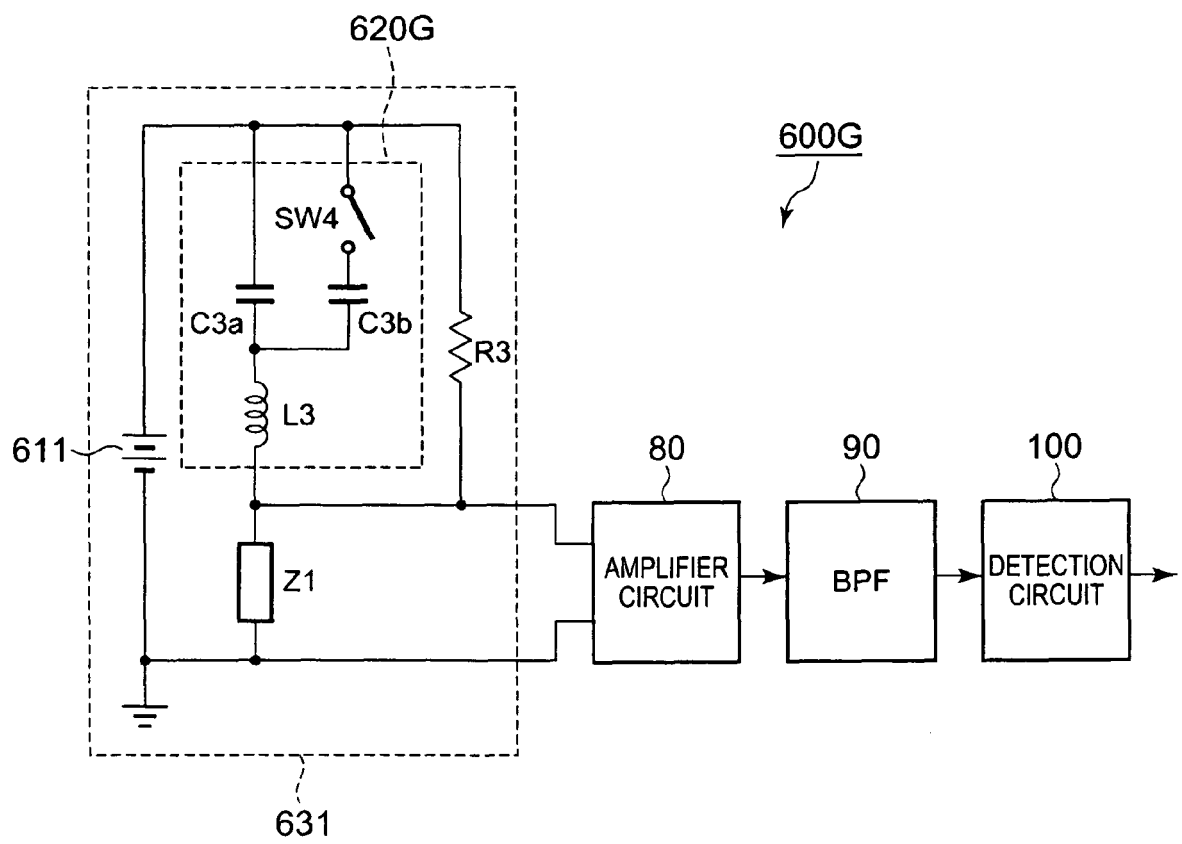 620G
600G
SW4
C3a
C3b
R3
L3
611
80
90
100
Z1
AMPLIFIER
CIRCUIT
BPF
DETECTION
CIRCUIT
631